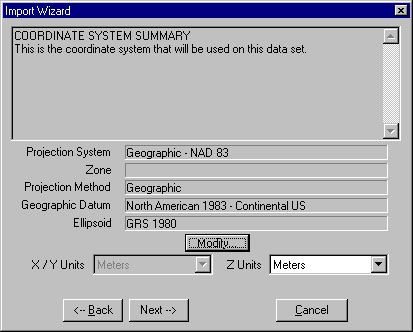 Import Wizard
COORDINATE SYSTEM SUMMARY
This is the coordinate system that will be used on this data set.
Projection System Geographic - NAD 83
Zone
Projection Method Geographic
Geographic Datum North American 1983 - Continental US
Ellipsoid GRS 1980
Modify...
X / Y Units Meters Z Units Meters
<-- Back Next --> Cancel